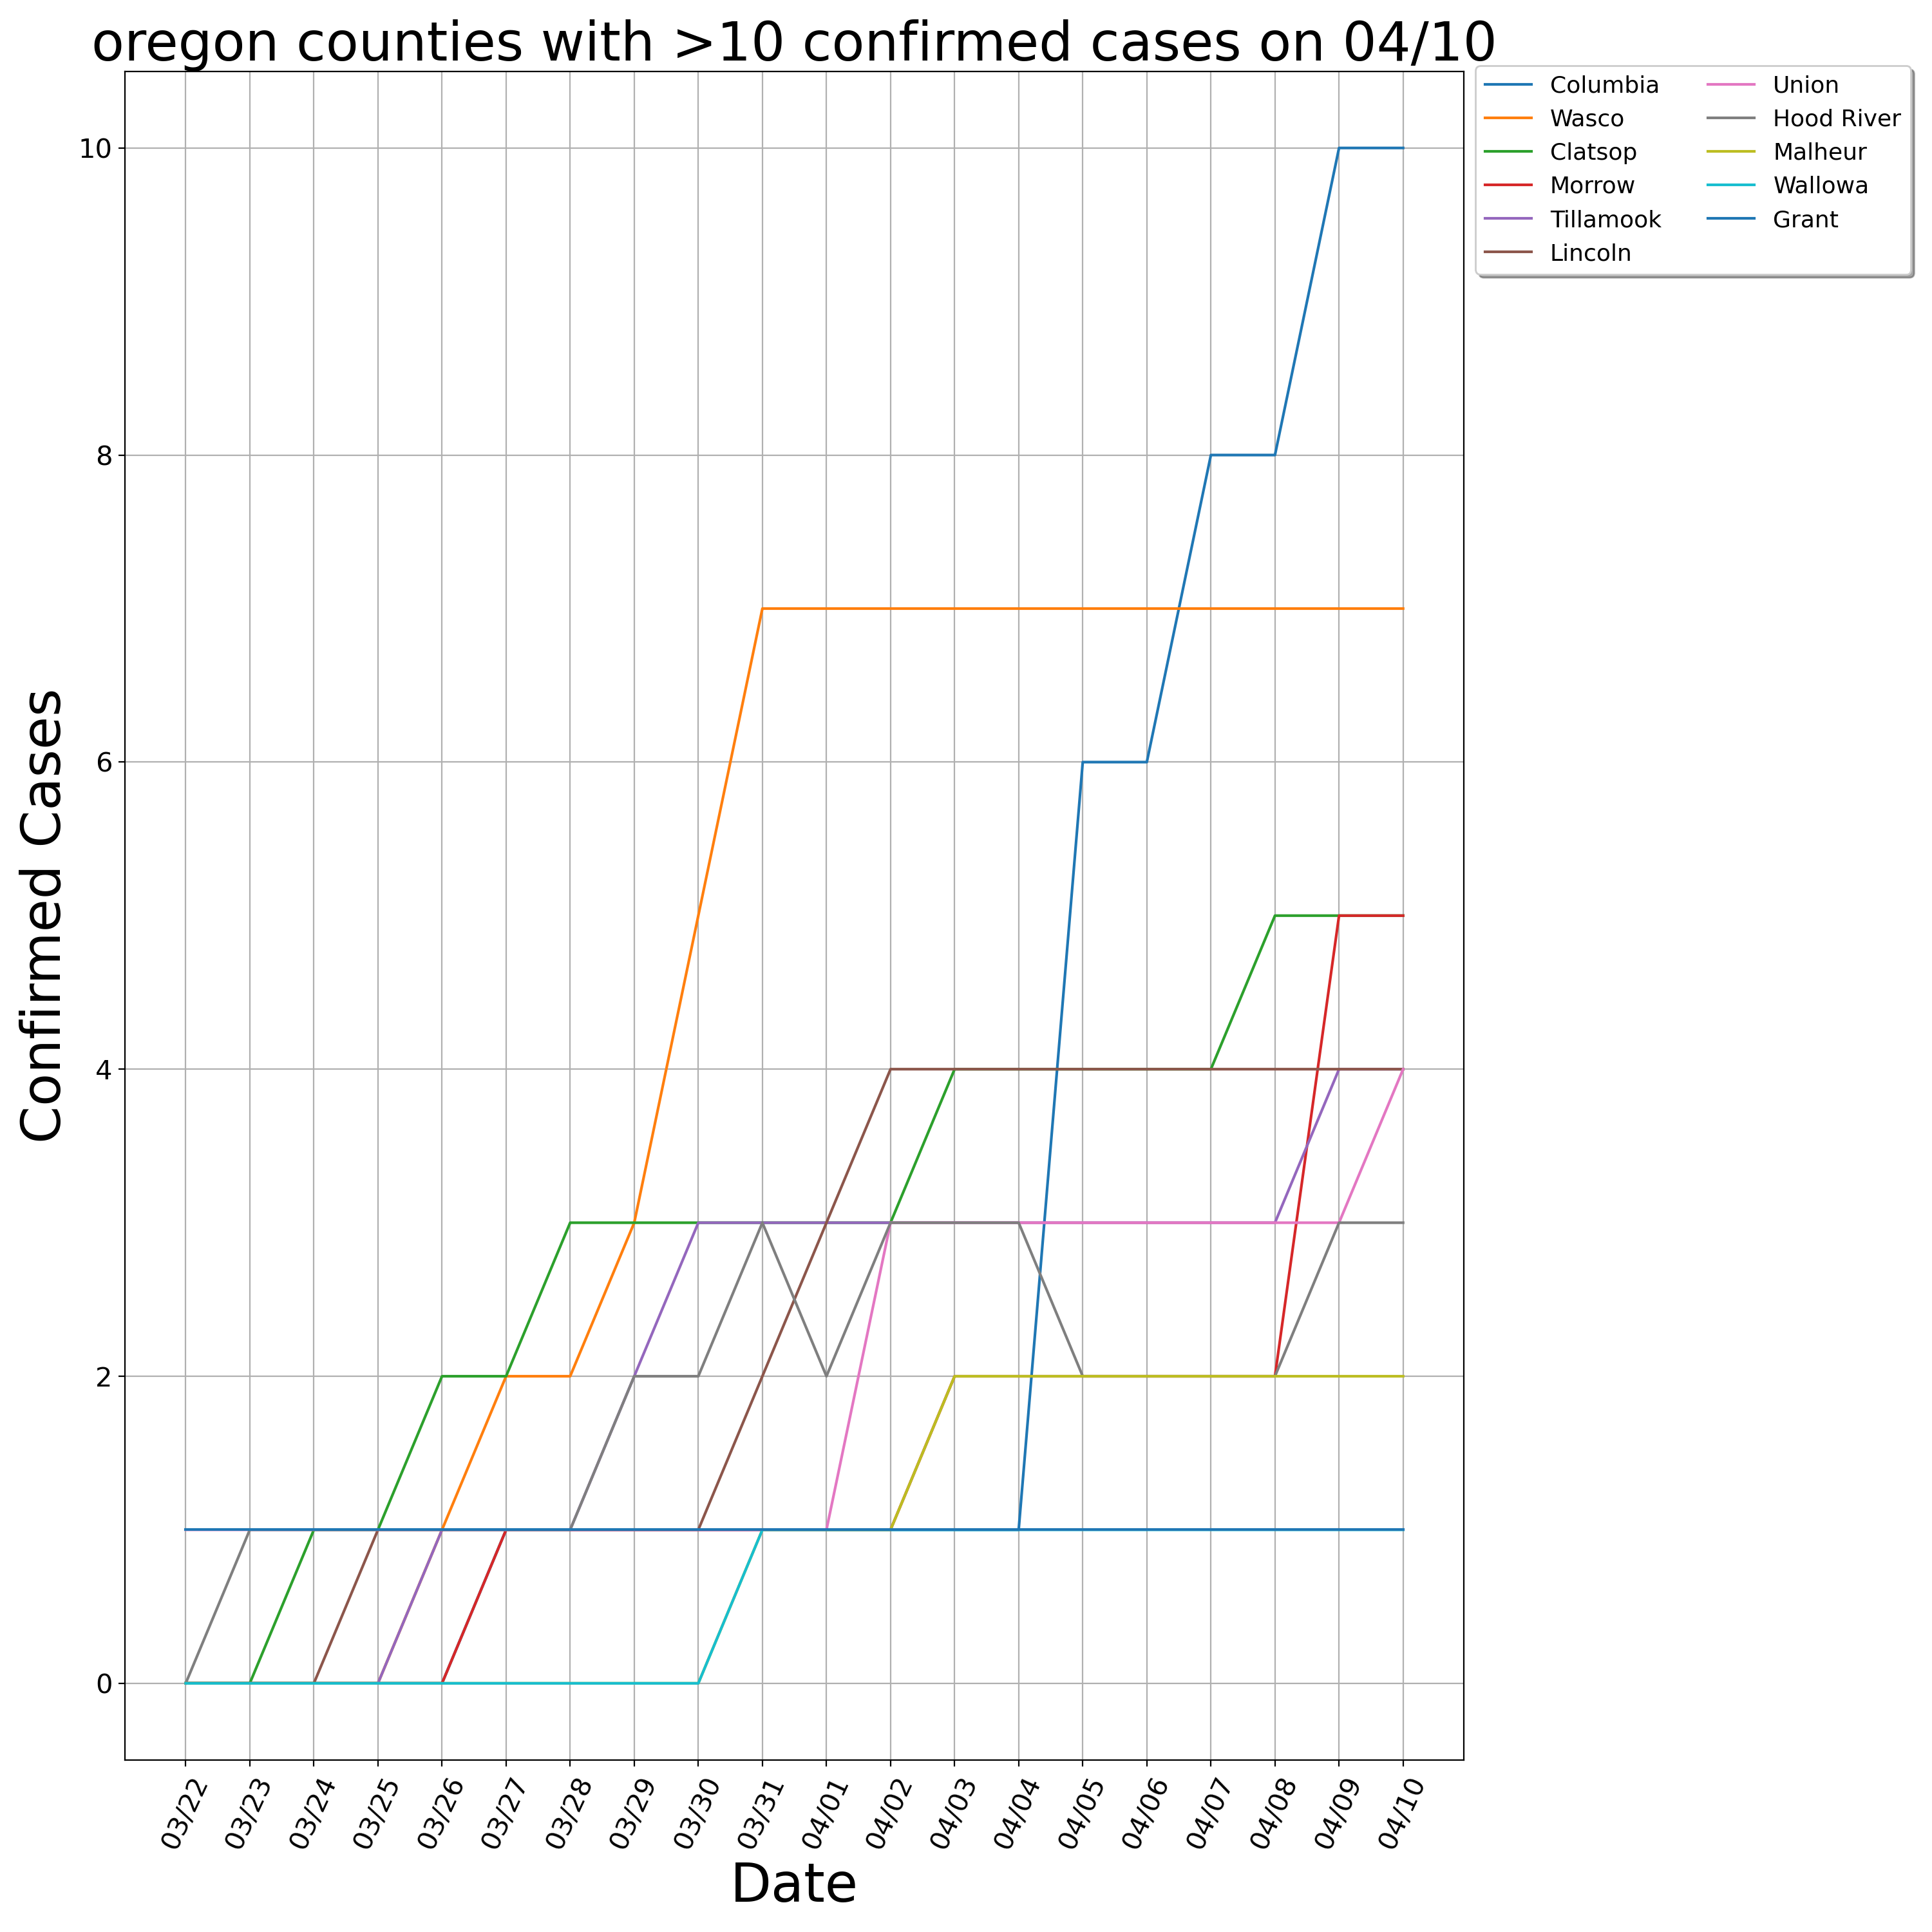 oregon counties with >10 confirmed cases on 04/10
Columbia
Wasco
Clatsop
Morrow
Tillamook
Lincoln
Union
Hood River
Malheur
Wallowa
Grant
Confirmed Cases
10
8
6
4
2
0
03/22
03/23
03/24
03/25
03/26
03/27
03/28
03/29
03/30
03/31
04/01
04/02
04/03
04/04
04/05
04/06
04/07
04/08
04/09
04/10
Date